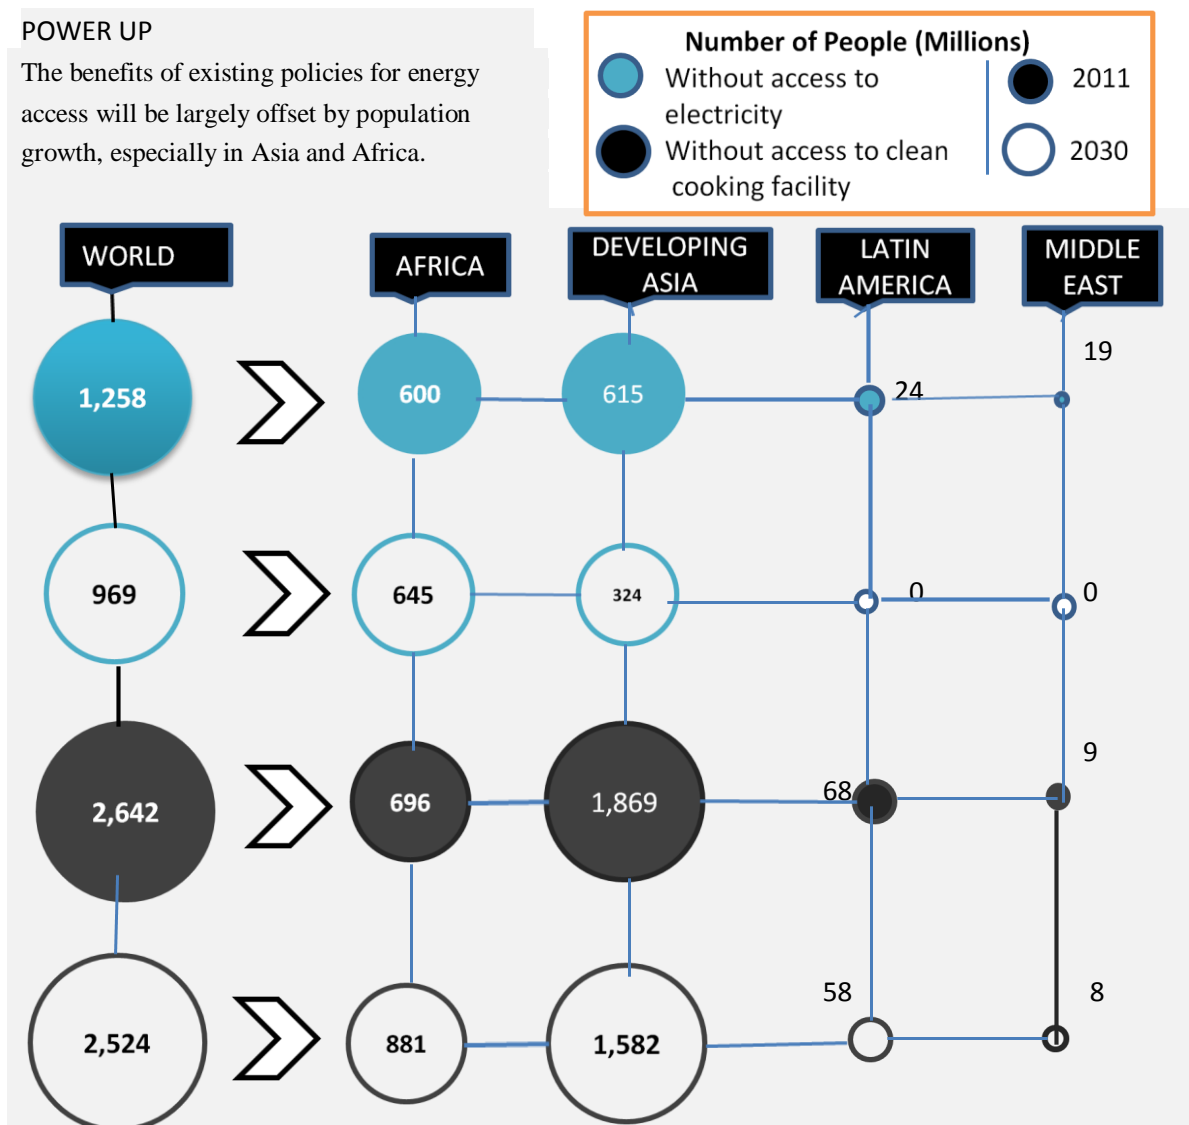 POWER UP
The benefits of existing policies for energy
access will be largely offset by population
growth, especially in Asia and Africa.
Number of People (Millions)
Without access to
electricity
Without access to clean
cooking facility
2011
2030
WORLD
AFRICA
DEVELOPING
ASIA
LATIN
AMERICA
MIDDLE
EAST
1,258
600
615
24
19
969
645
324
0
0
2,642
696
1,869
68
9
2,524
881
1,582
58
8